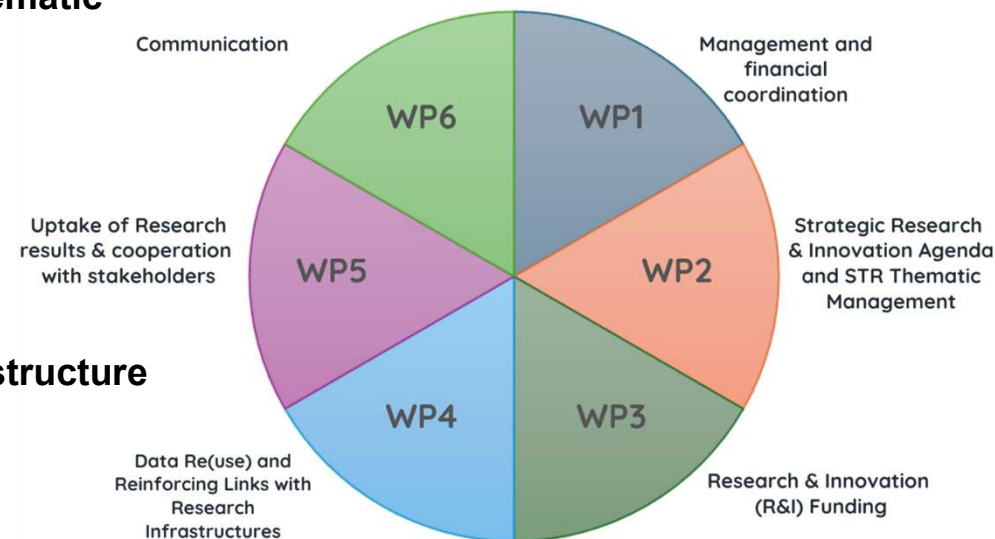 ematic
Communication
Management and
financial
coordination
WP6
WP1
Uptake of Research
results & cooperation
with stakeholders
WP5
WP2
Strategic Research
& Innovation Agenda
and STR Thematic
Management
structure
WP4
WP3
Data Re(use) and
Reinforcing Links with
Research
Infrastructures
Research & Innovation
(R&I) Funding